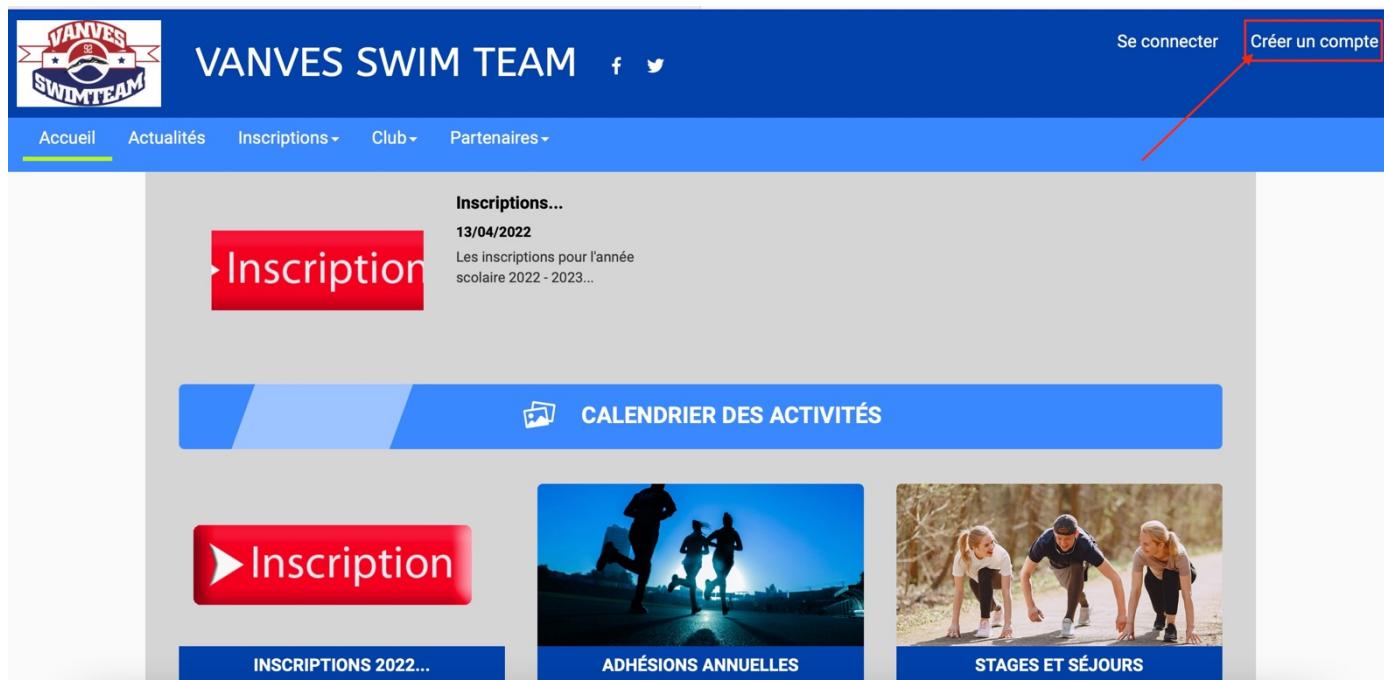 VANVES
92
SWIMTEAM
VANVES SWIM TEAM
Se connecter
Créer un compte
Accueil
Actualités
Inscriptions
Club
Partenaires
Inscriptions...
13/04/2022
Les inscriptions pour l'année
scolaire 2022 - 2023...
Inscription
CALENDRIER DES ACTIVITÉS
Inscription
INSCRIPTIONS 2022...
ADHÉSIONS ANNUELLES
STAGES ET SÉJOURS